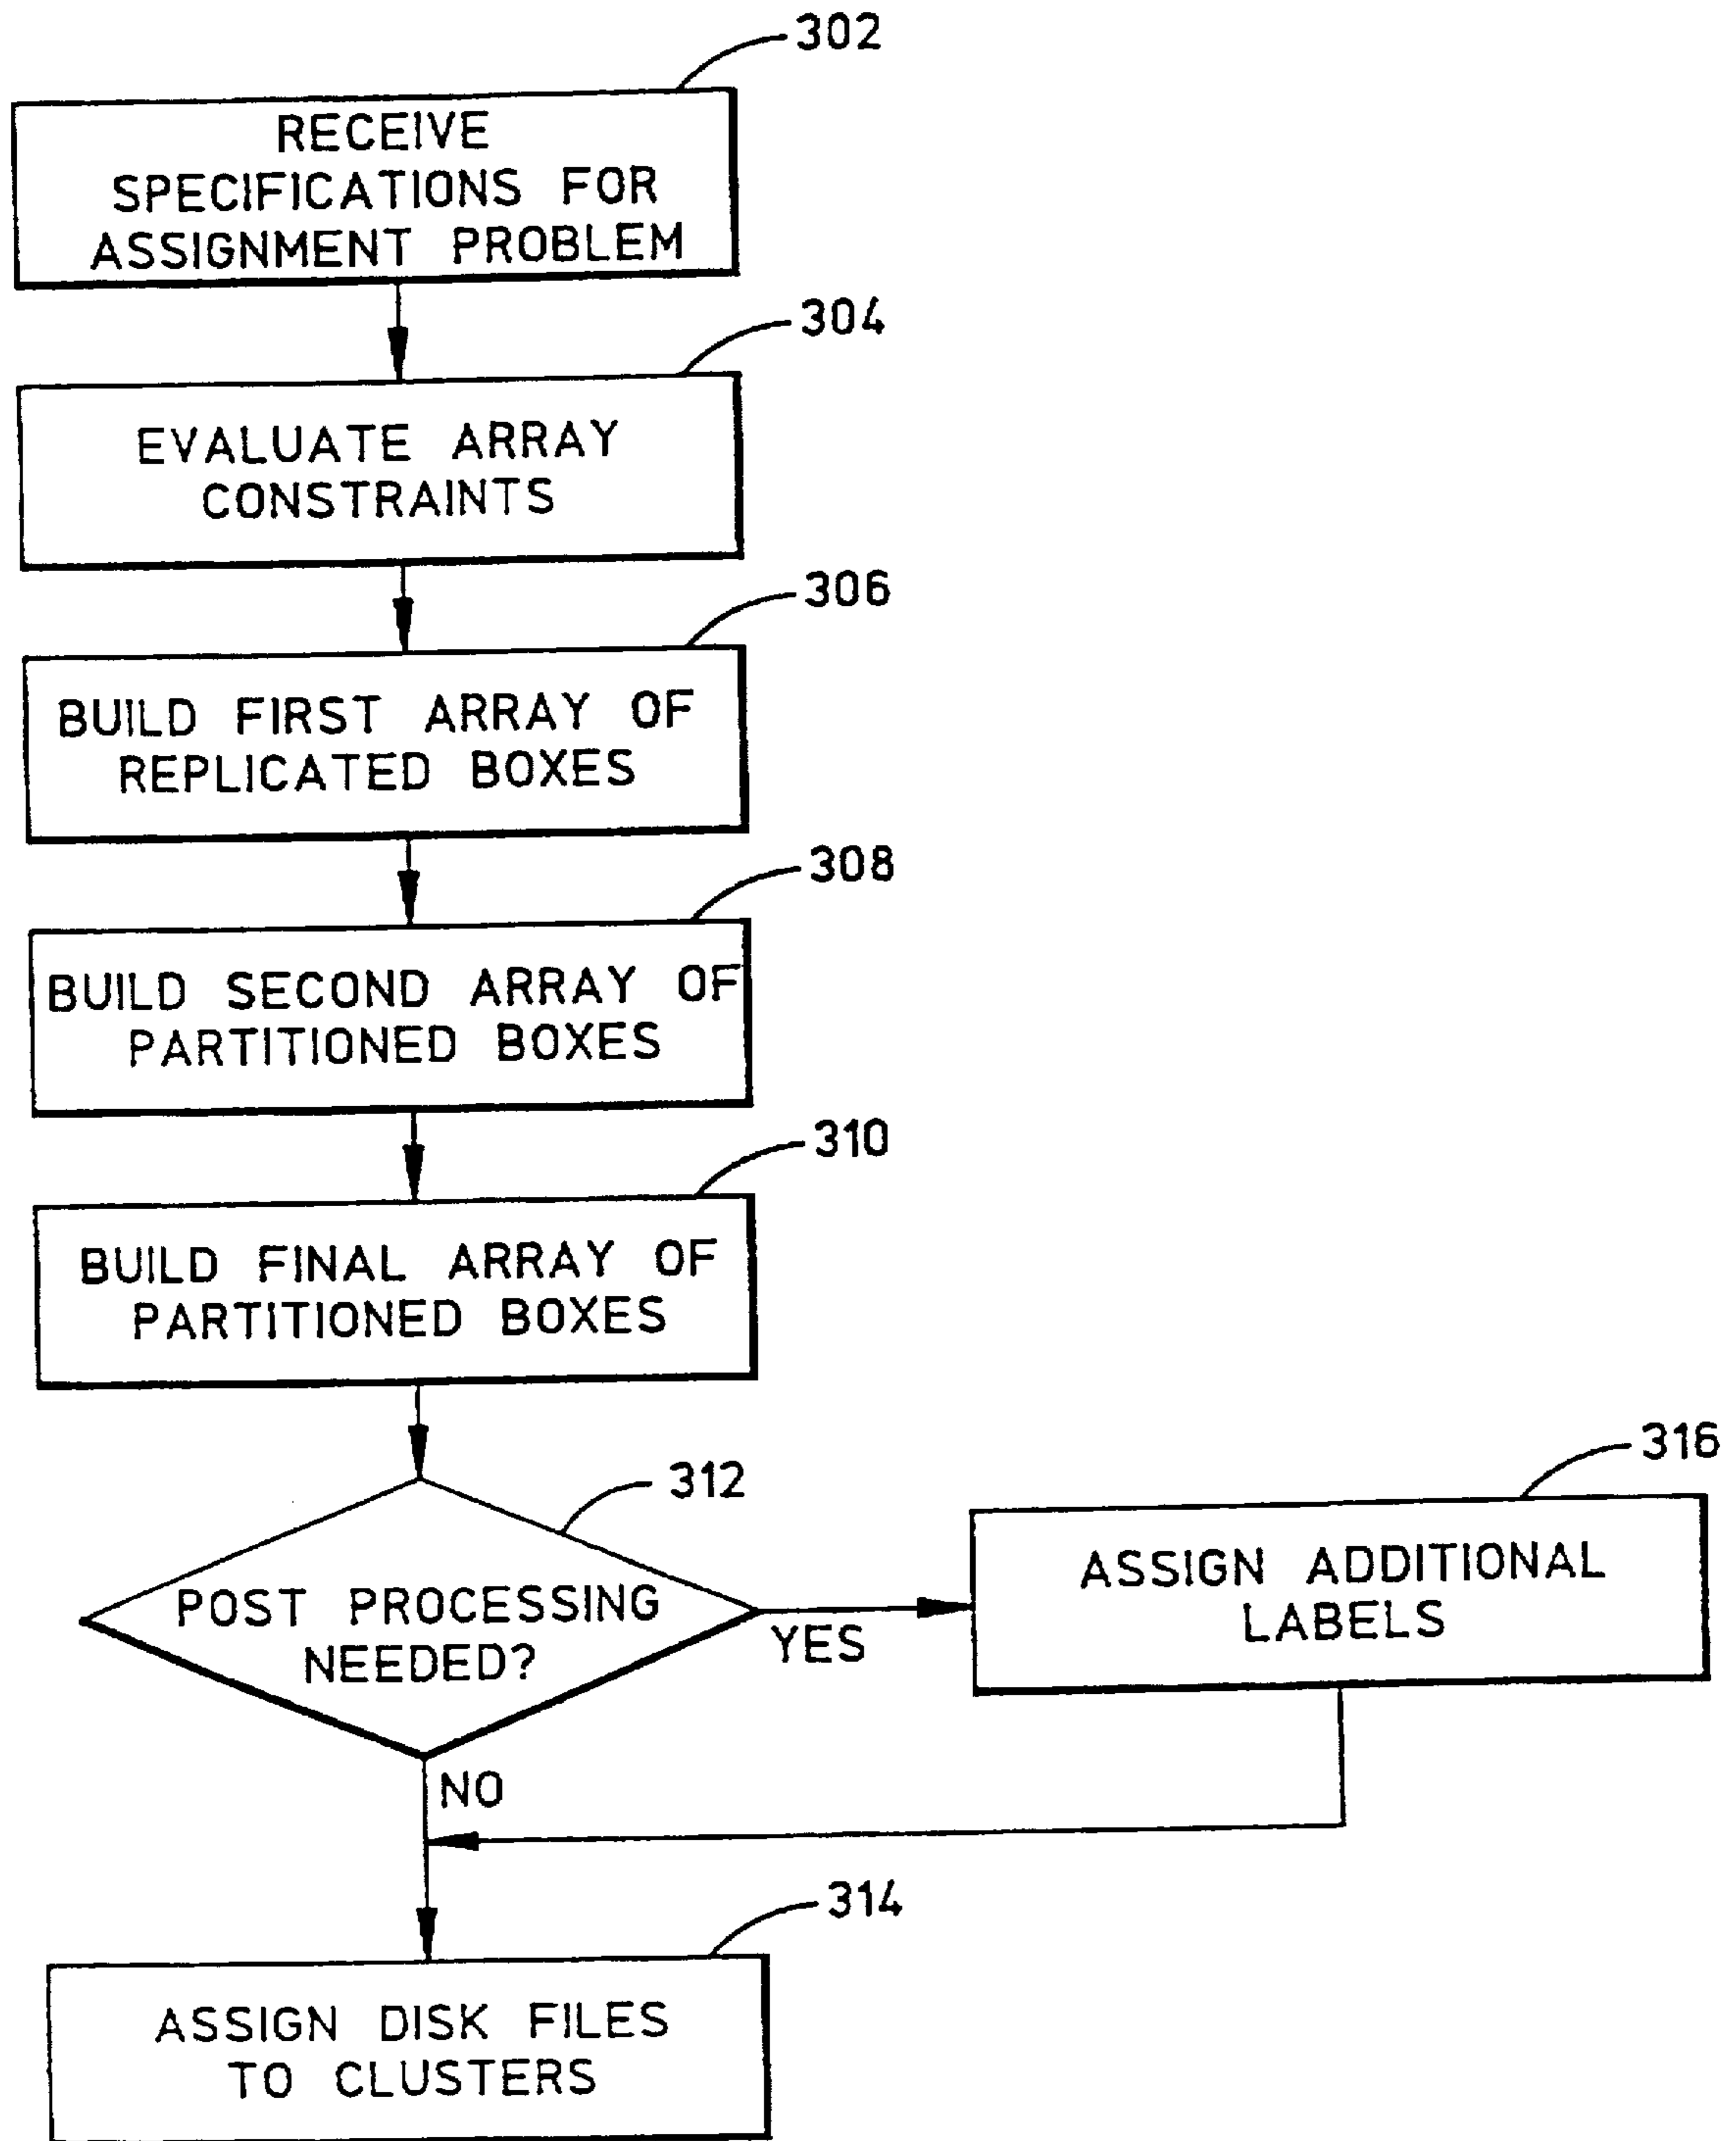 302
RECEIVE
SPECIFICATIONS FOR
ASSIGNMENT PROBLEM
304
EVALUATE ARRAY
CONSTRAINTS
306
BUILD FIRST ARRAY OF
REPLICATED BOXES
308
BUILD SECOND ARRAY OF
PARTITIONED BOXES
310
BUILD FINAL ARRAY OF
PARTITIONED BOXES
312
POST PROCESSING
NEEDED?
YES
316
ASSIGN ADDITIONAL
LABELS
NO
314
ASSIGN DISK FILES
TO CLUSTERS